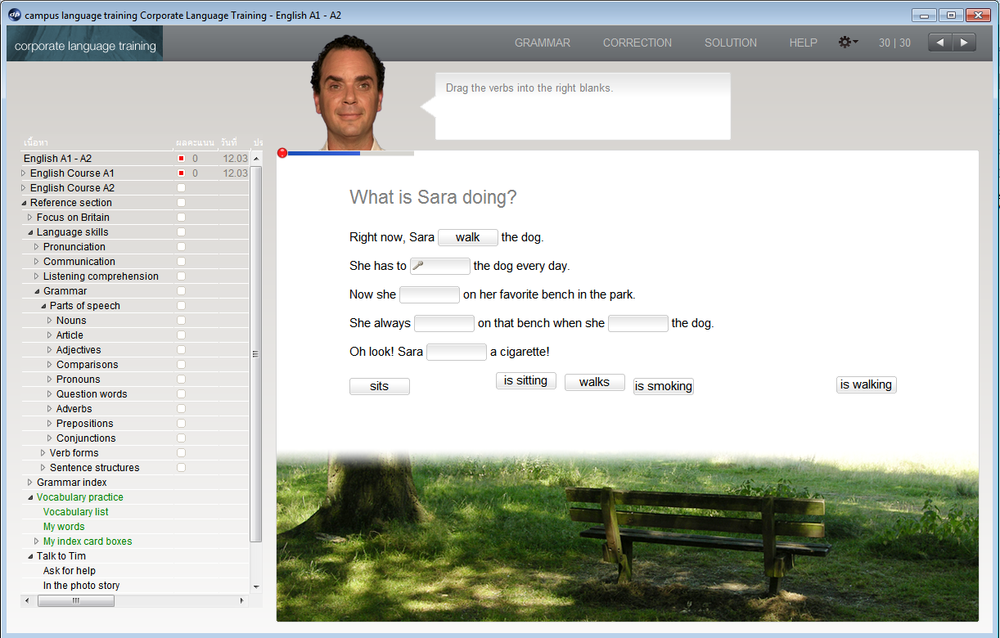 campus language training Corporate Language Training - English A1 - A2
corporate language training
GRAMMAR CORRECTION SOLUTION HELP 30 | 30
Drag the verbs into the right blanks.
เนื้อหา ผลคะแนน วันที่ ปร
English A1 - A2 0 12.03
English Course A1 0 12.03
English Course A2
Reference section
Focus on Britain
Language skills
Pronunciation
Communication
Listening comprehension
Grammar
Parts of speech
Nouns
Article
Adjectives
Comparisons
Pronouns
Question words
Adverbs
Prepositions
Conjunctions
Verb forms
Sentence structures
Grammar index
Vocabulary practice
Vocabulary list
My words
My index card boxes
Talk to Tim
Ask for help
In the photo story
What is Sara doing?
Right now, Sara walk the dog.
She has to the dog every day.
Now she on her favorite bench in the park.
She always on that bench when she the dog.
Oh look! Sara a cigarette!
sits is sitting walks is smoking is walking